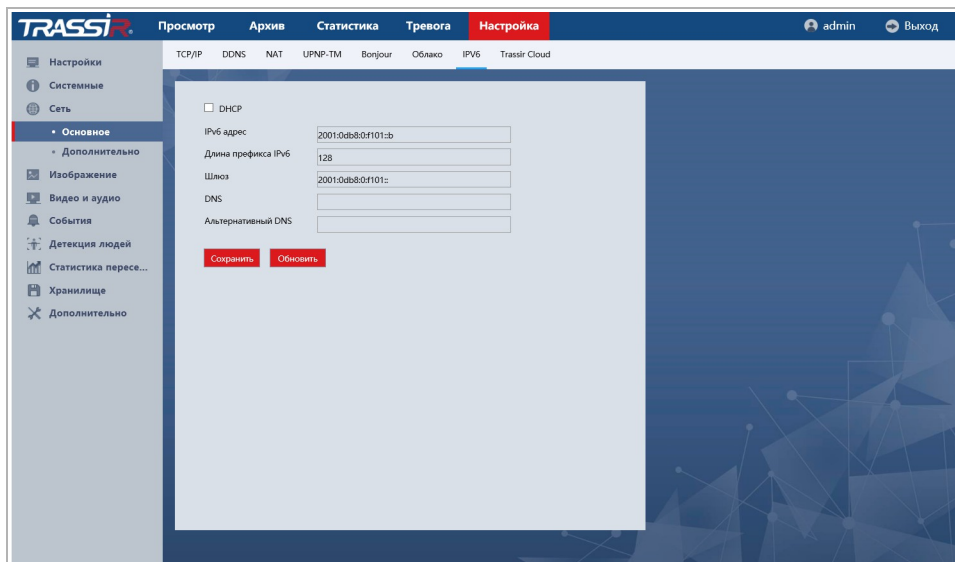 TRASSIR
Просмотр Архив Статистика Тревога Настройка admin Выход
TCP/IP DDNS NAT UPNP-TM Bonjour Облако IPV6 Trassir Cloud
Настройки
Системные
Сеть
• Основное
• Дополнительно
Изображение
Видео и аудио
События
Детекция людей
Статистика пересе...
Хранилище
Дополнительно
DHCP
IPv6 адрес 2001:0db8:0:f101::b
Длина префикса IPv6 128
Шлюз 2001:0db8:0:f101::
DNS
Альтернативный DNS
Сохранить Обновить